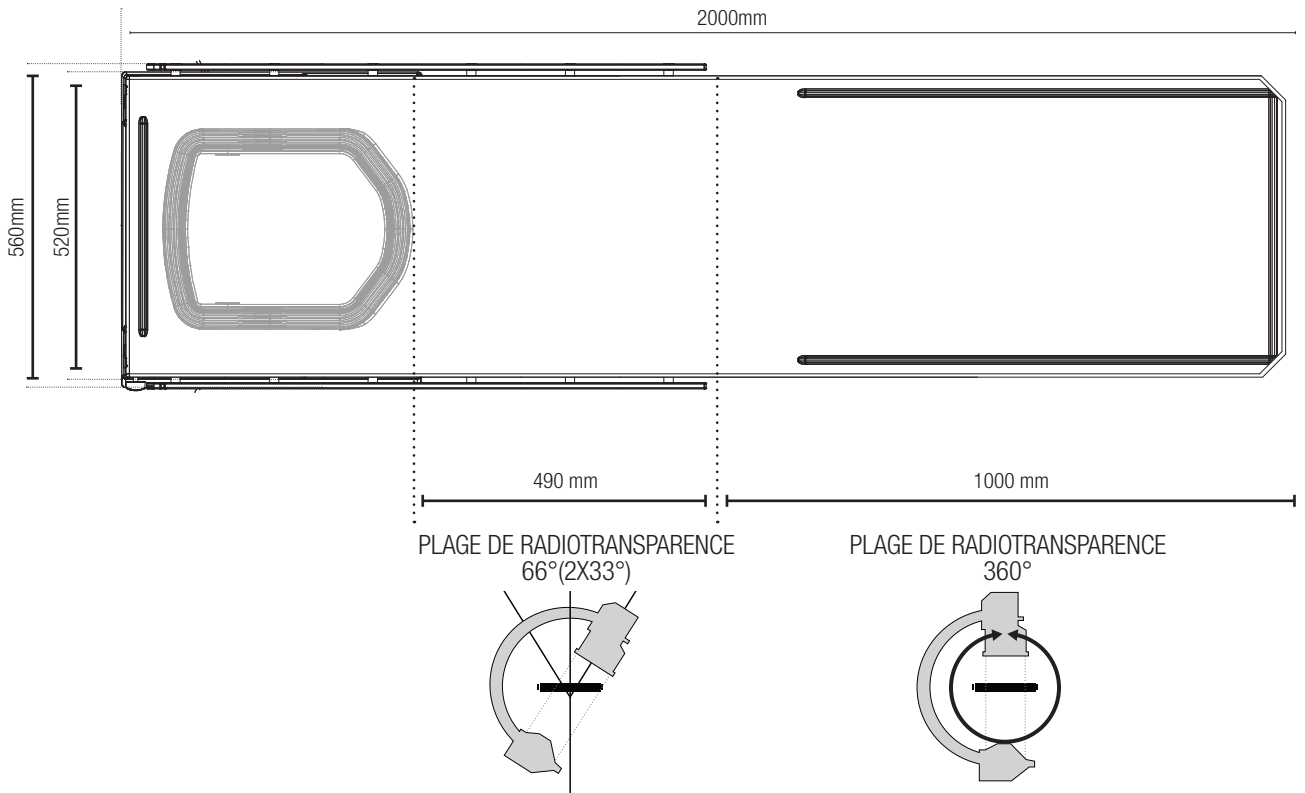 2000mm
560mm
520mm
490 mm
1000 mm
PLAGE DE RADIOTRANSPARENCE
66°(2X33°)
PLAGE DE RADIOTRANSPARENCE
360°